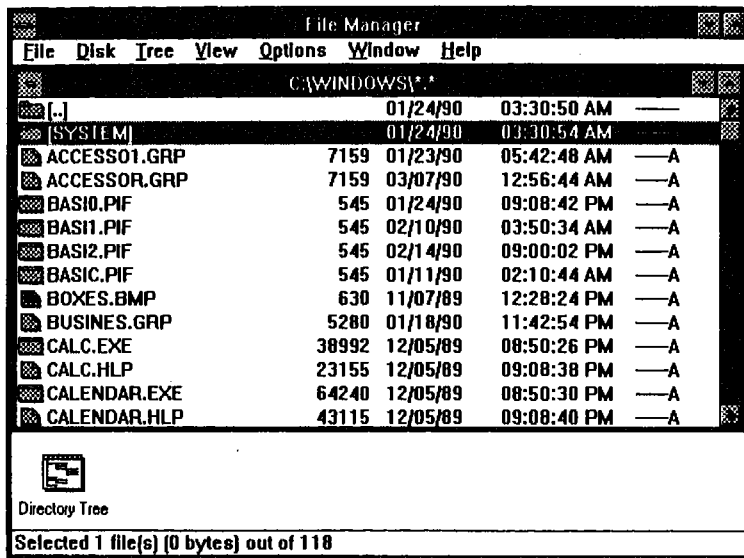 File Manager
File Disk Tree View Options Window Help
C:\WINDOWS\*.*
[..] 01/24/90 03:30:50 AM ——
[SYSTEM] 01/24/90 03:30:54 AM ——
ACCESSO1.GRP 7159 01/23/90 05:42:48 AM ——A
ACCESSOR.GRP 7159 03/07/90 12:56:44 AM ——A
BASI0.PIF 545 01/24/90 09:08:42 PM ——A
BASI1.PIF 545 02/10/90 03:50:34 AM ——A
BASI2.PIF 545 02/14/90 09:00:02 PM ——A
BASIC.PIF 545 01/11/90 02:10:44 AM ——A
BOXES.BMP 630 11/07/89 12:28:24 PM ——A
BUSINES.GRP 5280 01/18/90 11:42:54 PM ——A
CALC.EXE 38992 12/05/89 08:50:26 PM ——A
CALC.HLP 23155 12/05/89 09:08:38 PM ——A
CALENDAR.EXE 64240 12/05/89 08:50:30 PM ——A
CALENDAR.HLP 43115 12/05/89 09:08:40 PM ——A
Directory Tree
Selected 1 file(s) (0 bytes) out of 118